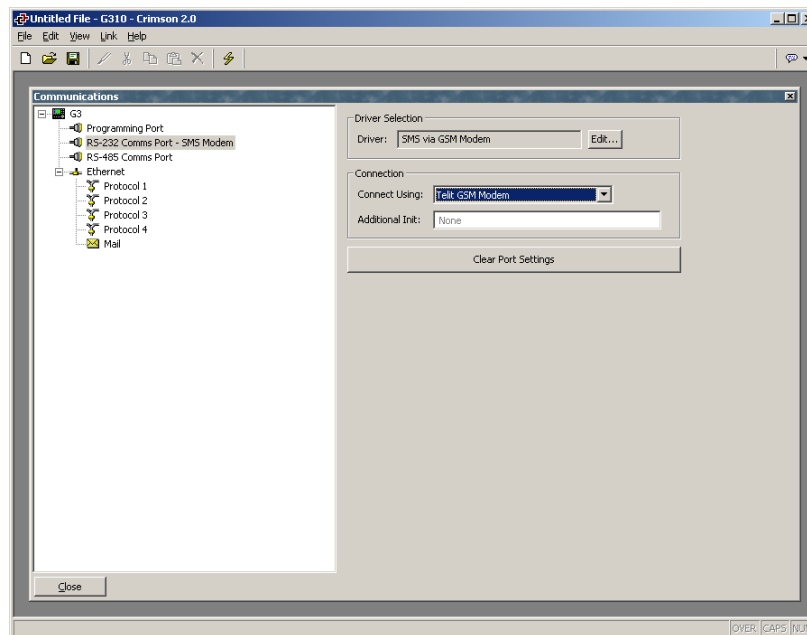 Untitled File - G310 - Crimson 2.0
File Edit View Link Help
Communications
G3
Programming Port
RS-232 Comms Port - SMS Modem
RS-485 Comms Port
Ethernet
Protocol 1
Protocol 2
Protocol 3
Protocol 4
Mail
Driver Selection
Driver: SMS via GSM Modem Edit...
Connection
Connect Using: Telit GSM Modem
Additional Init: None
Clear Port Settings
Close
OVER CAPS NU